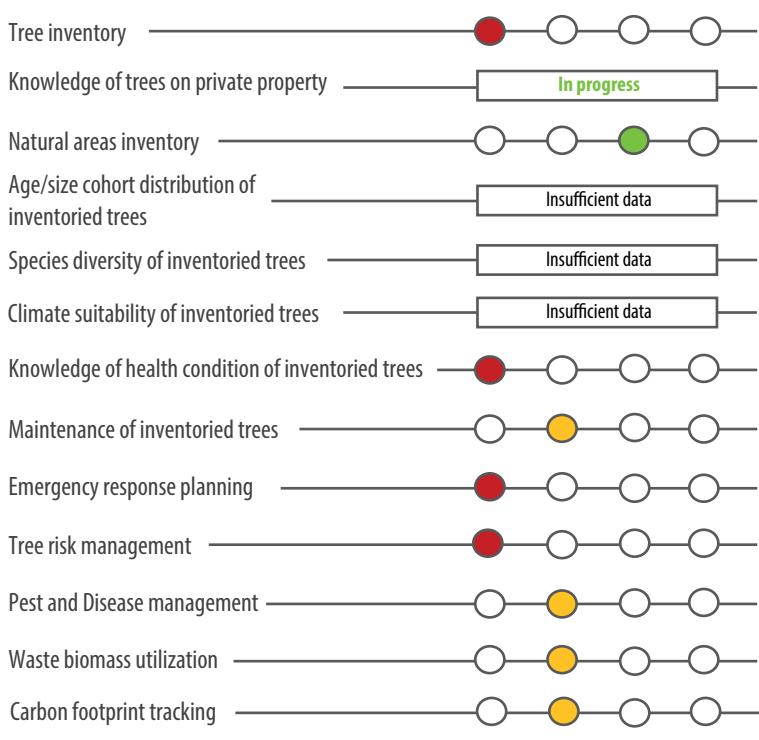 Tree inventory
Knowledge of trees on private property
In progress
Natural areas inventory
Age/size cohort distribution of
inventoried trees
Insufficient data
Species diversity of inventoried trees
Insufficient data
Climate suitability of inventoried trees
Insufficient data
Knowledge of health condition of inventoried trees
Maintenance of inventoried trees
Emergency response planning
Tree risk management
Pest and Disease management
Waste biomass utilization
Carbon footprint tracking